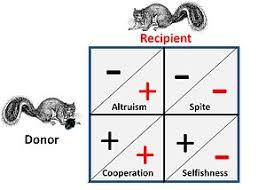 Recipient
- + - -
Altruism Spite
Donor
+ + + -
Cooperation Selfishness